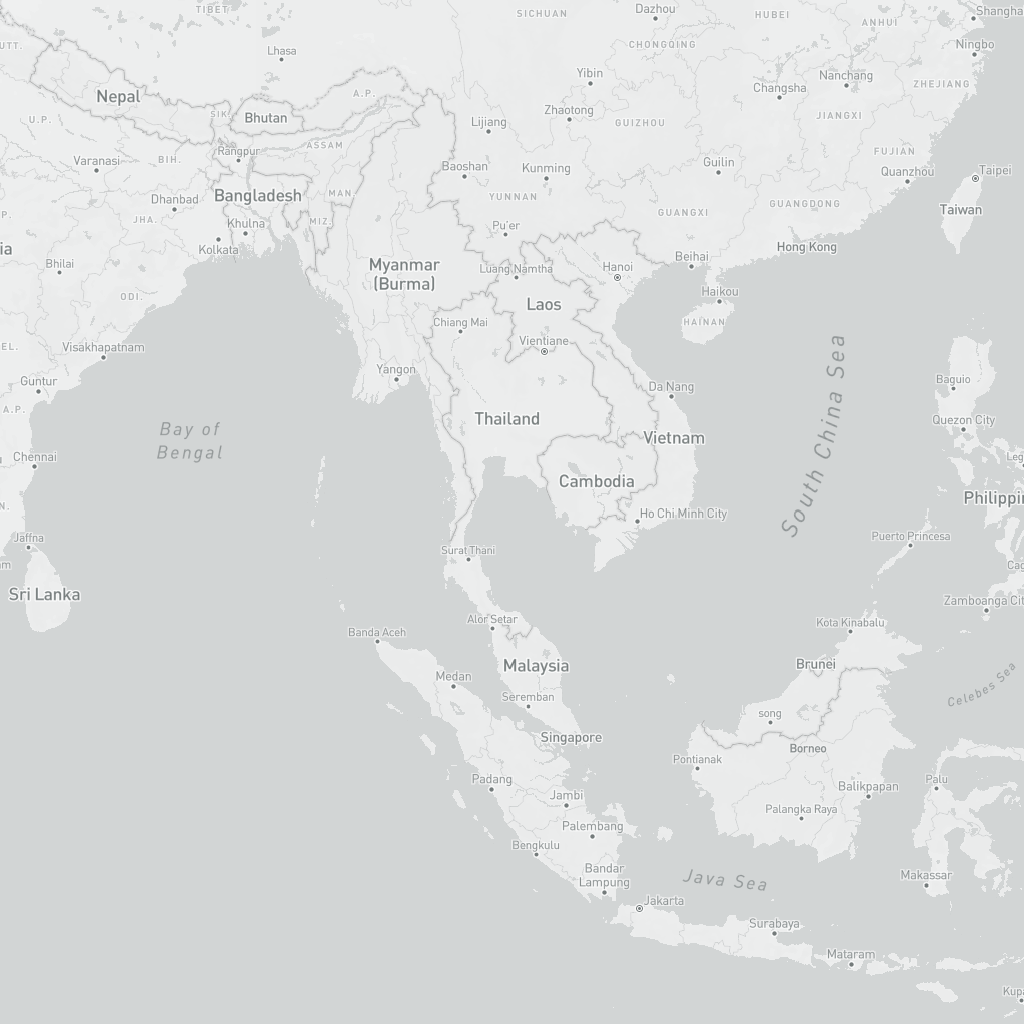 TIBET
SICHUAN
Dazhou
HUBEI
ANHUI
Shangha
Lhasa
CHONGQING
Ningbo
UTT.
Nepal
A.P.
Yibin
Nanchang
Changsha
ZHEJIANG
SIK.
Bhutan
Lijiang
Zhaotong
GUIZHOU
JIANGXI
U.P.
ASSAM
Rangpur
BIH.
Varanasi
Baoshan
Kunming
Guilin
FUJIAN
Quanzhou
Taipei
Dhanbad
Bangladesh
MAN.
YUNNAN
GUANGXI
GUANGDONG
Taiwan
P.
JHA.
Khulna
MIZ.
Pu'er
Kolkata
Hong Kong
ia
Bhilai
Myanmar
(Burma)
Luang Namtha
Hanoi
Beihai
ODI.
Laos
Haikou
HAINAN
EL.
Visakhapatnam
Chiang Mai
Vientiane
Guntur
Yangon
Da Nang
South China Sea
Baguio
A.P.
Bay of
Bengal
Thailand
Vietnam
Quezon City
Chennai
Cambodia
Leg
Philippin
N.
Ho Chi Minh City
Jaffna
am
Surat Thani
Puerto Princesa
Cag
Sri Lanka
Zamboanga Cit
Banda Aceh
Alor Setar
Kota Kinabalu
Malaysia
Brunei
Medan
Seremban
Celebes Sea
song
Singapore
Borneo
Pontianak
Padang
Palu
Jambi
Balikpapan
Palangka Raya
Palembang
Bengkulu
Bandar
Lampung
Java Sea
Makassar
Jakarta
Surabaya
Mataram
Kupa